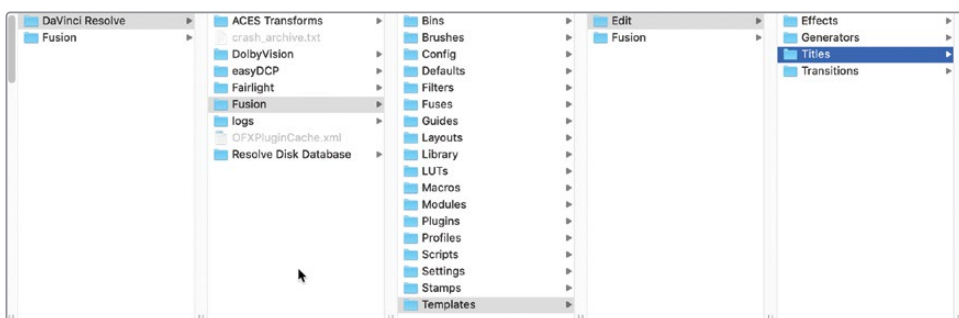 DaVinci Resolve
Fusion
ACES Transforms
crash_archive.txt
DolbyVision
easyDCP
Fairlight
Fusion
logs
OFXPluginCache.xml
Resolve Disk Database
Bins
Brushes
Config
Defaults
Filters
Fuses
Guides
Layouts
Library
LUTs
Macros
Modules
Plugins
Profiles
Scripts
Settings
Stamps
Templates
Edit
Fusion
Effects
Generators
Titles
Transitions